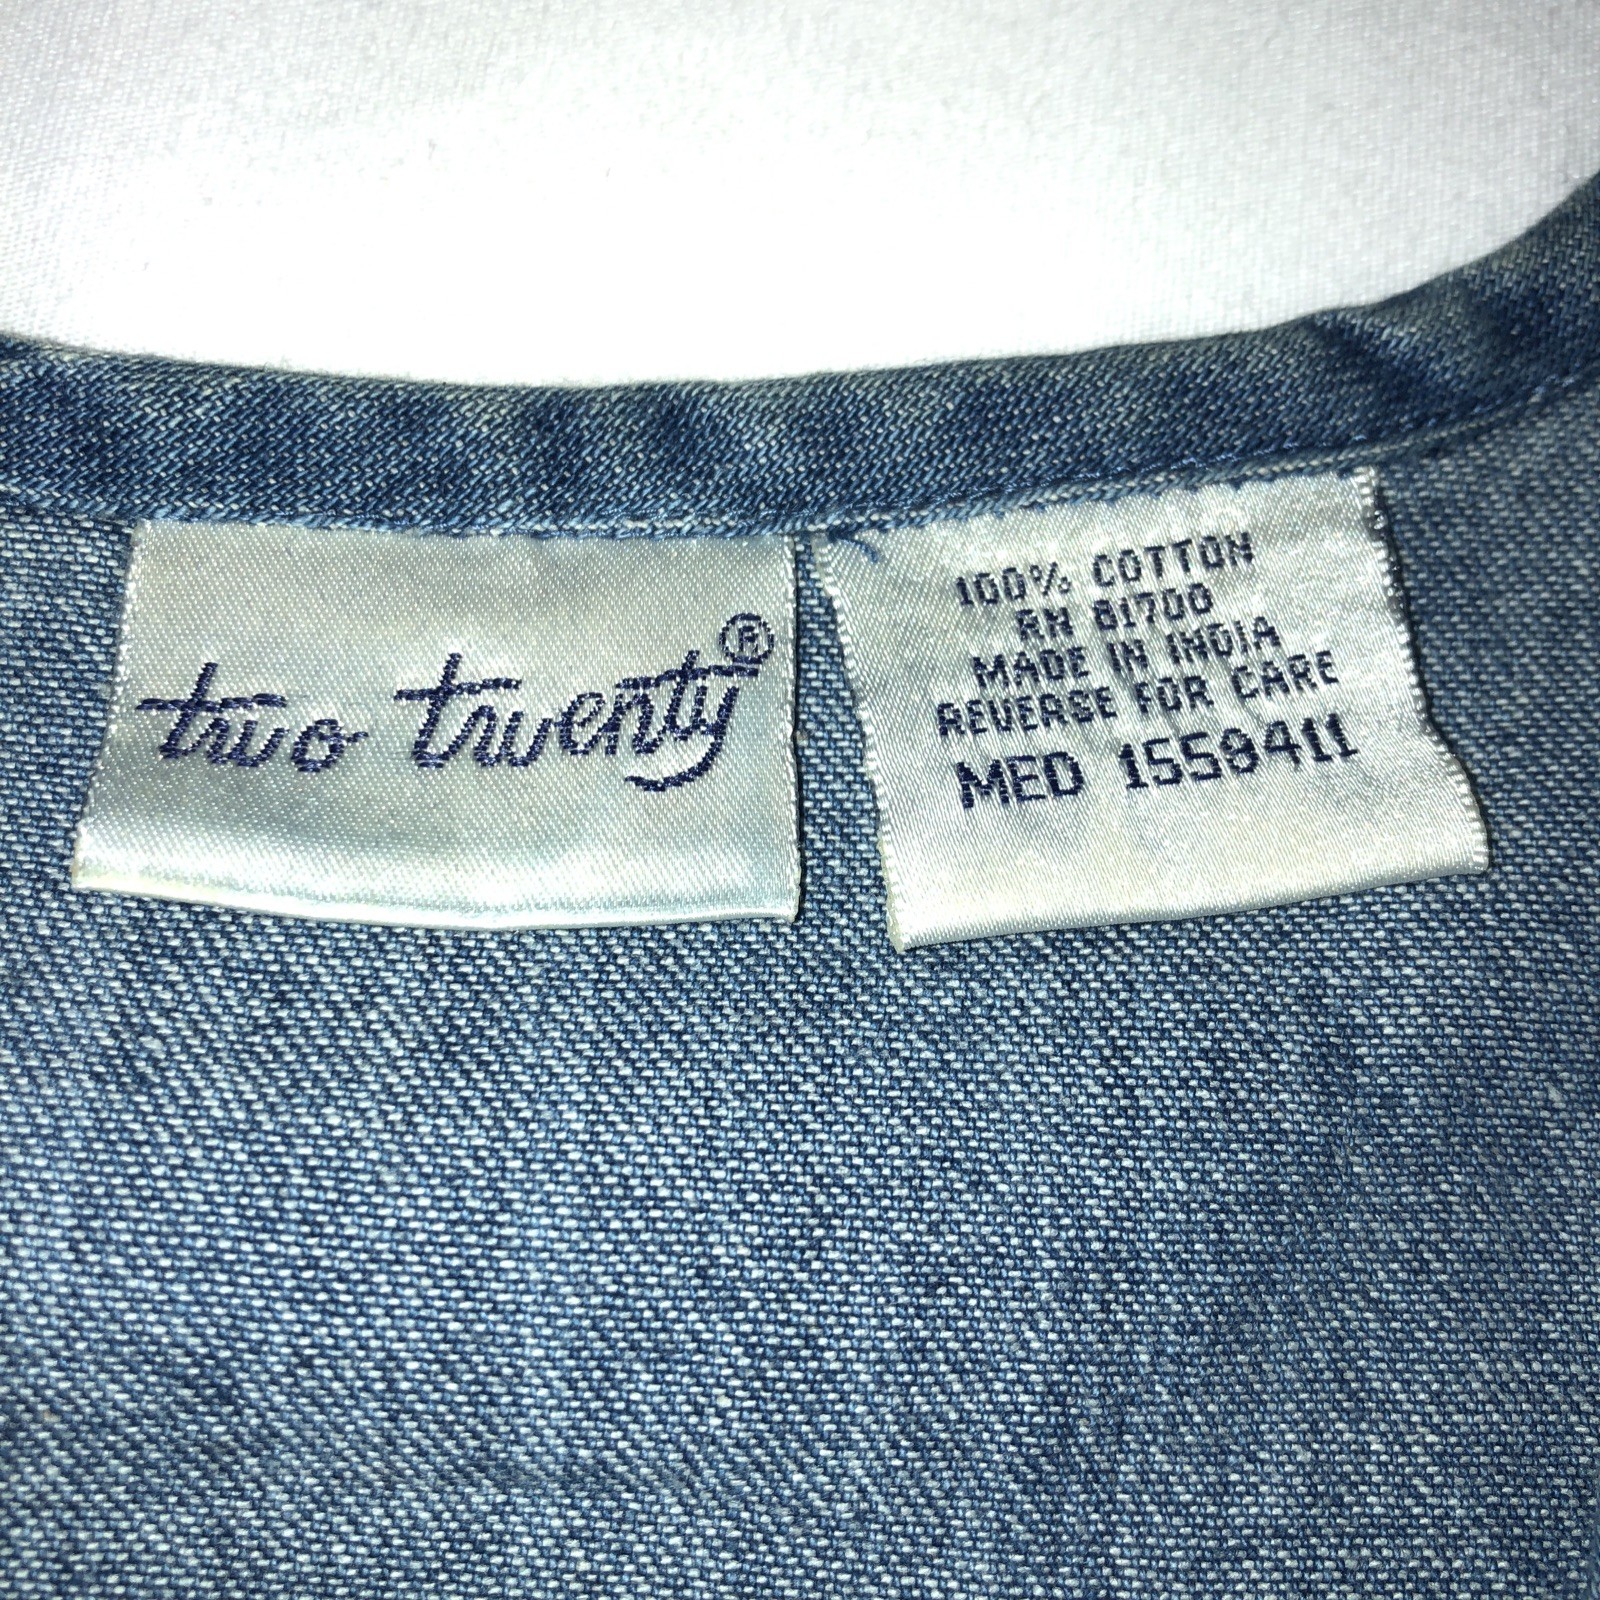 two twenty®
100% COTTON
RN 81700
MADE IN INDIA
REVERSE FOR CARE
MED 1559411